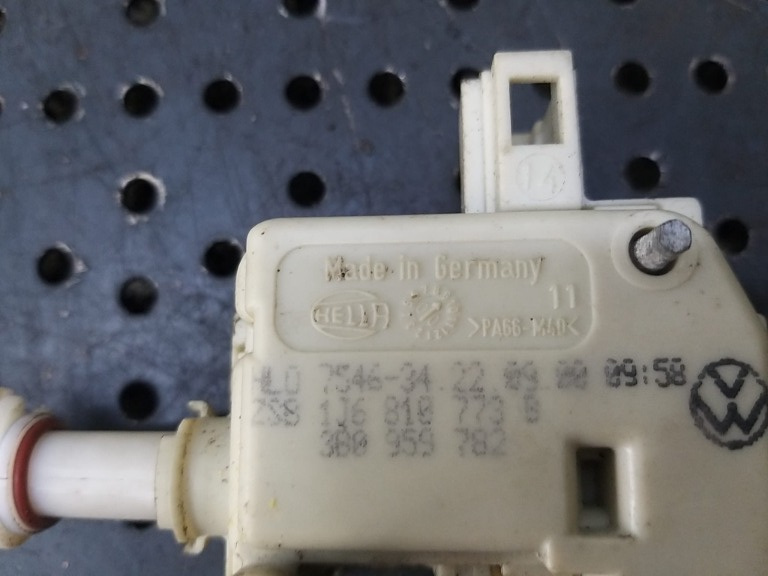 14
Made in Germany
HELLA
11
>PA66-M40<
HLO 7546-34 22.09.00 09:58
ZSB 1J6 810 773 D
3B0 959 782
VW